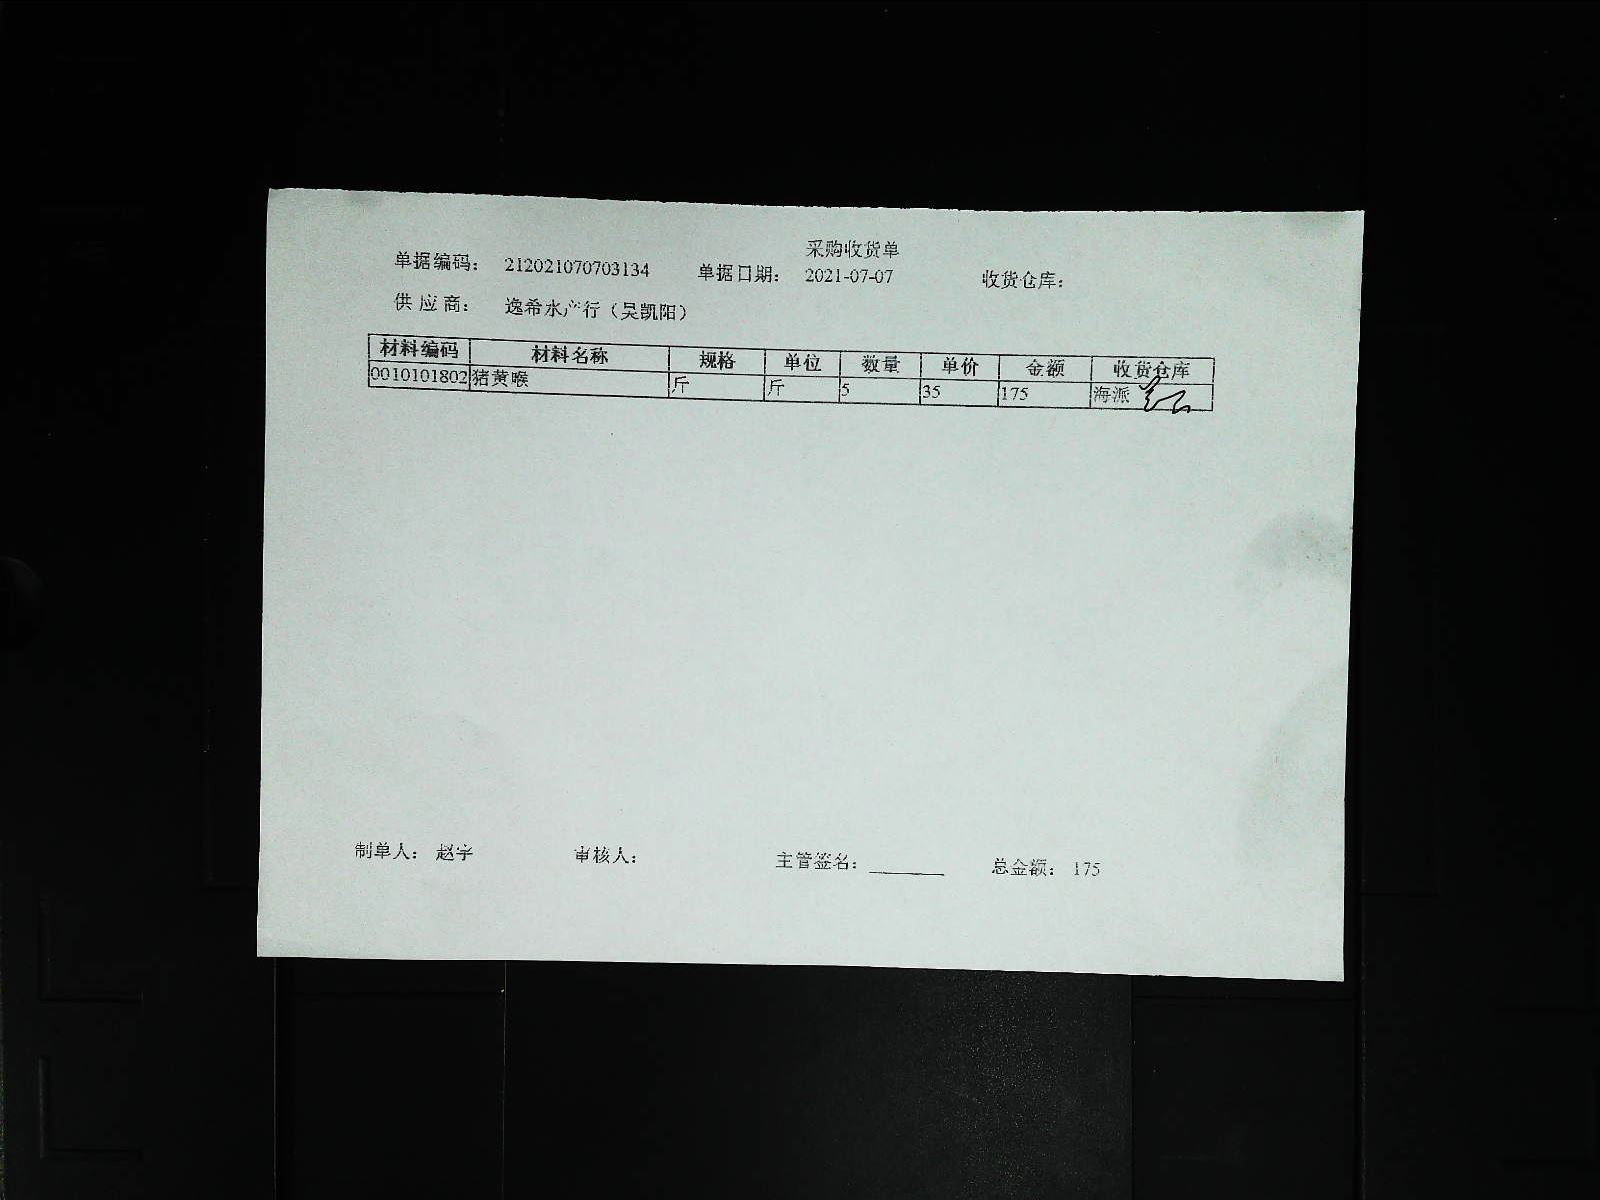 采购收货单
单据编码： 212021070703134 单据日期： 2021-07-07 收货仓库：
供 应 商： 逸希水产行（吴凯阳）
材料编码 材料名称 规格 单位 数量 单价 金额 收货仓库
0010101802 猪黄喉 斤 斤 5 35 175 海派
制单人： 赵宇 审核人： 主管签名： 总金额： 175